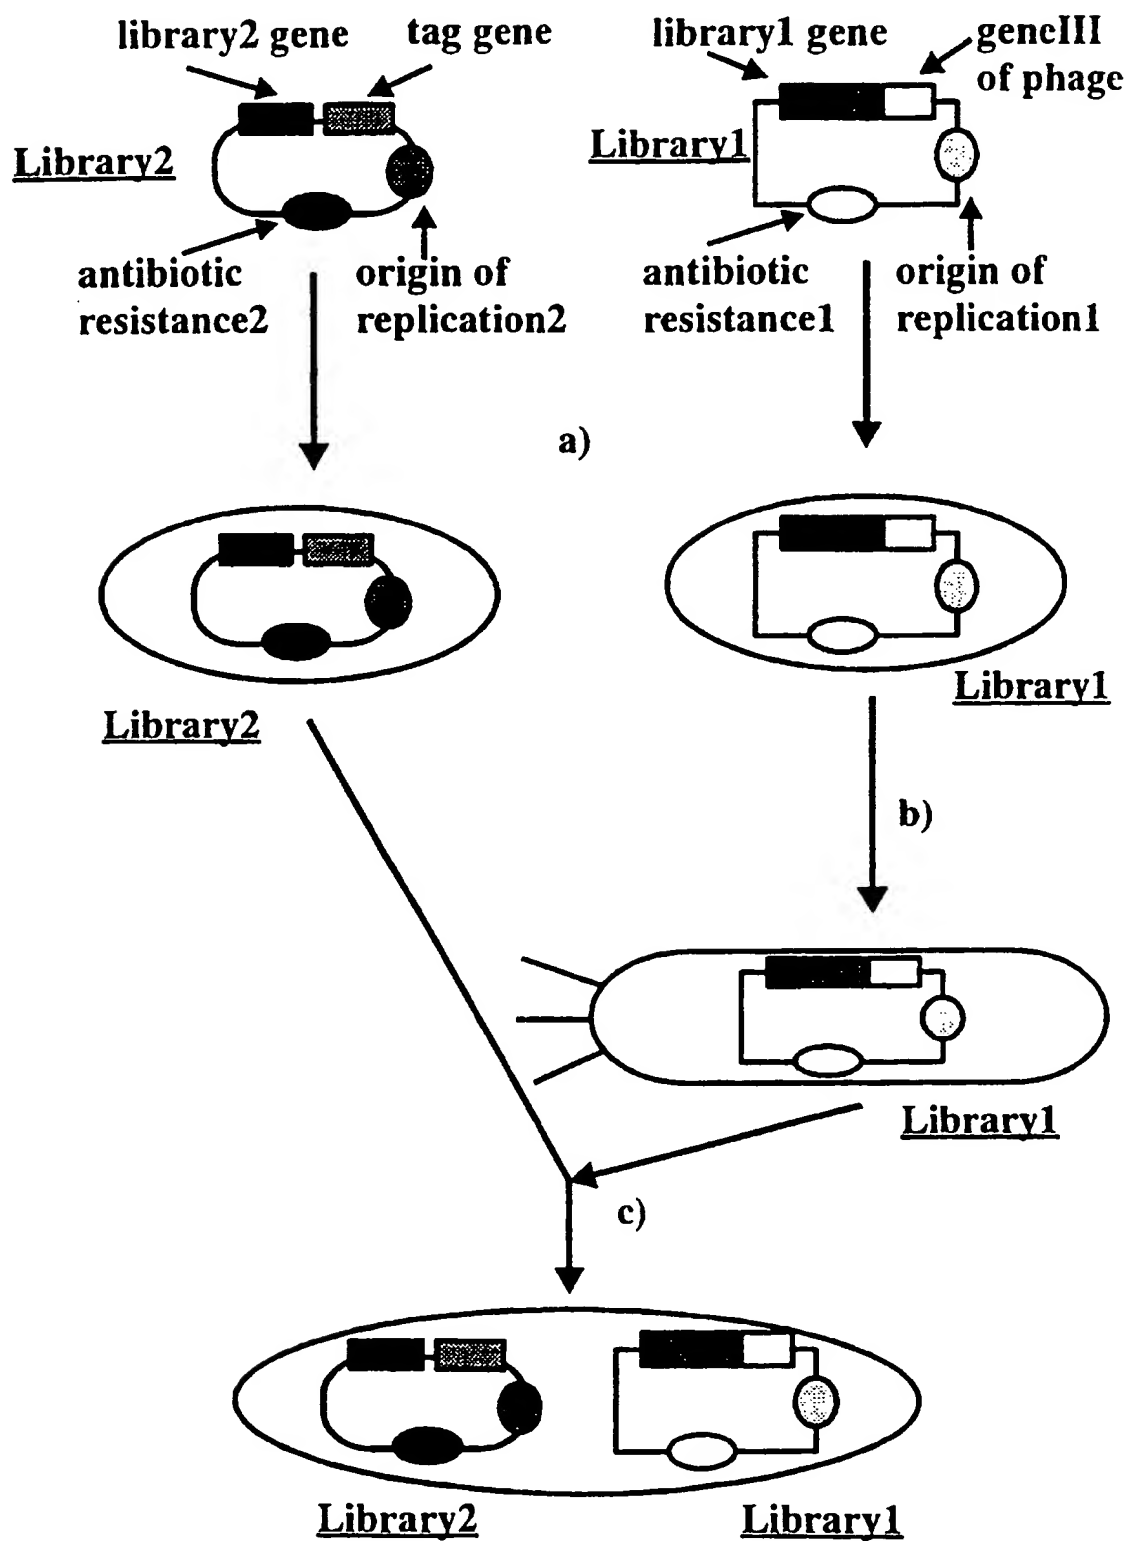 library2 gene
tag gene
library1 gene
geneIII
of phage
Library2
Library1
antibiotic
resistance2
origin of
replication2
antibiotic
resistance1
origin of
replication1
a)
Library2
Library1
b)
Library1
c)
Library2
Library1